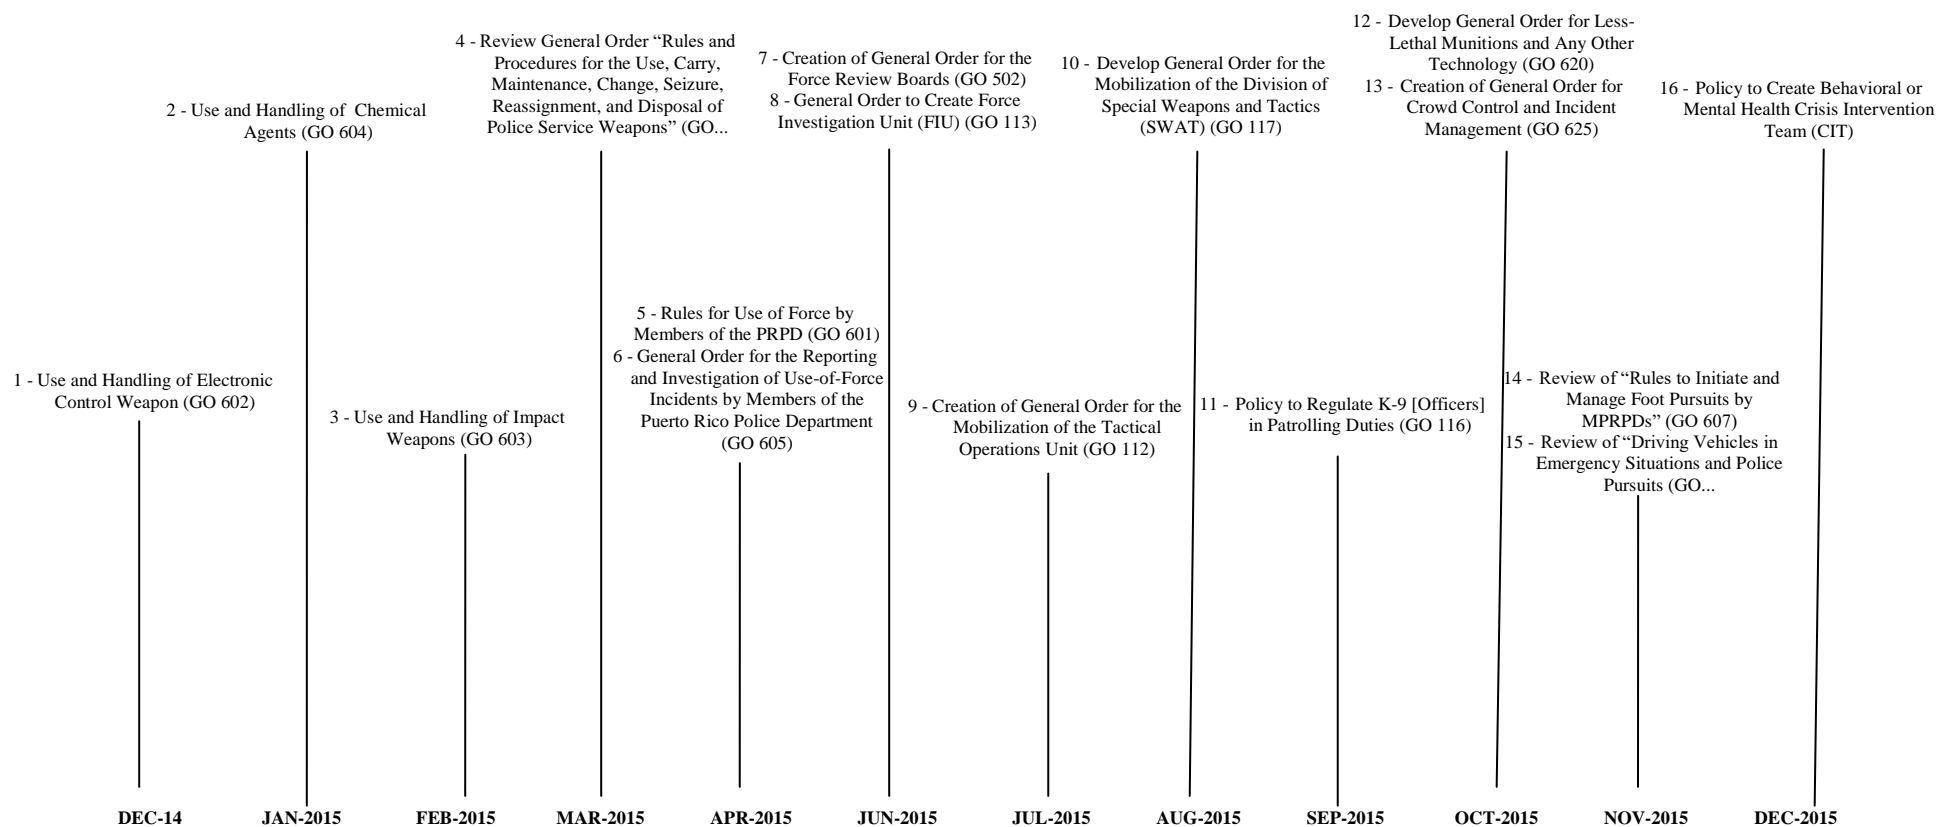 1 - Use and Handling of Electronic
Control Weapon (GO 602)
2 - Use and Handling of Chemical
Agents (GO 604)
3 - Use and Handling of Impact
Weapons (GO 603)
4 - Review General Order “Rules and
Procedures for the Use, Carry,
Maintenance, Change, Seizure,
Reassignment, and Disposal of
Police Service Weapons” (GO...
5 - Rules for Use of Force by
Members of the PRPD (GO 601)
6 - General Order for the Reporting
and Investigation of Use-of-Force
Incidents by Members of the
Puerto Rico Police Department
(GO 605)
7 - Creation of General Order for the
Force Review Boards (GO 502)
8 - General Order to Create Force
Investigation Unit (FIU) (GO 113)
9 - Creation of General Order for the
Mobilization of the Tactical
Operations Unit (GO 112)
10 - Develop General Order for the
Mobilization of the Division of
Special Weapons and Tactics
(SWAT) (GO 117)
11 - Policy to Regulate K-9 [Officers]
in Patrolling Duties (GO 116)
12 - Develop General Order for Less-
Lethal Munitions and Any Other
Technology (GO 620)
13 - Creation of General Order for
Crowd Control and Incident
Management (GO 625)
14 - Review of “Rules to Initiate and
Manage Foot Pursuits by
MPRPDs” (GO 607)
15 - Review of “Driving Vehicles in
Emergency Situations and Police
Pursuits (GO...
16 - Policy to Create Behavioral or
Mental Health Crisis Intervention
Team (CIT)
DEC-14 JAN-2015 FEB-2015 MAR-2015 APR-2015 JUN-2015 JUL-2015 AUG-2015 SEP-2015 OCT-2015 NOV-2015 DEC-2015